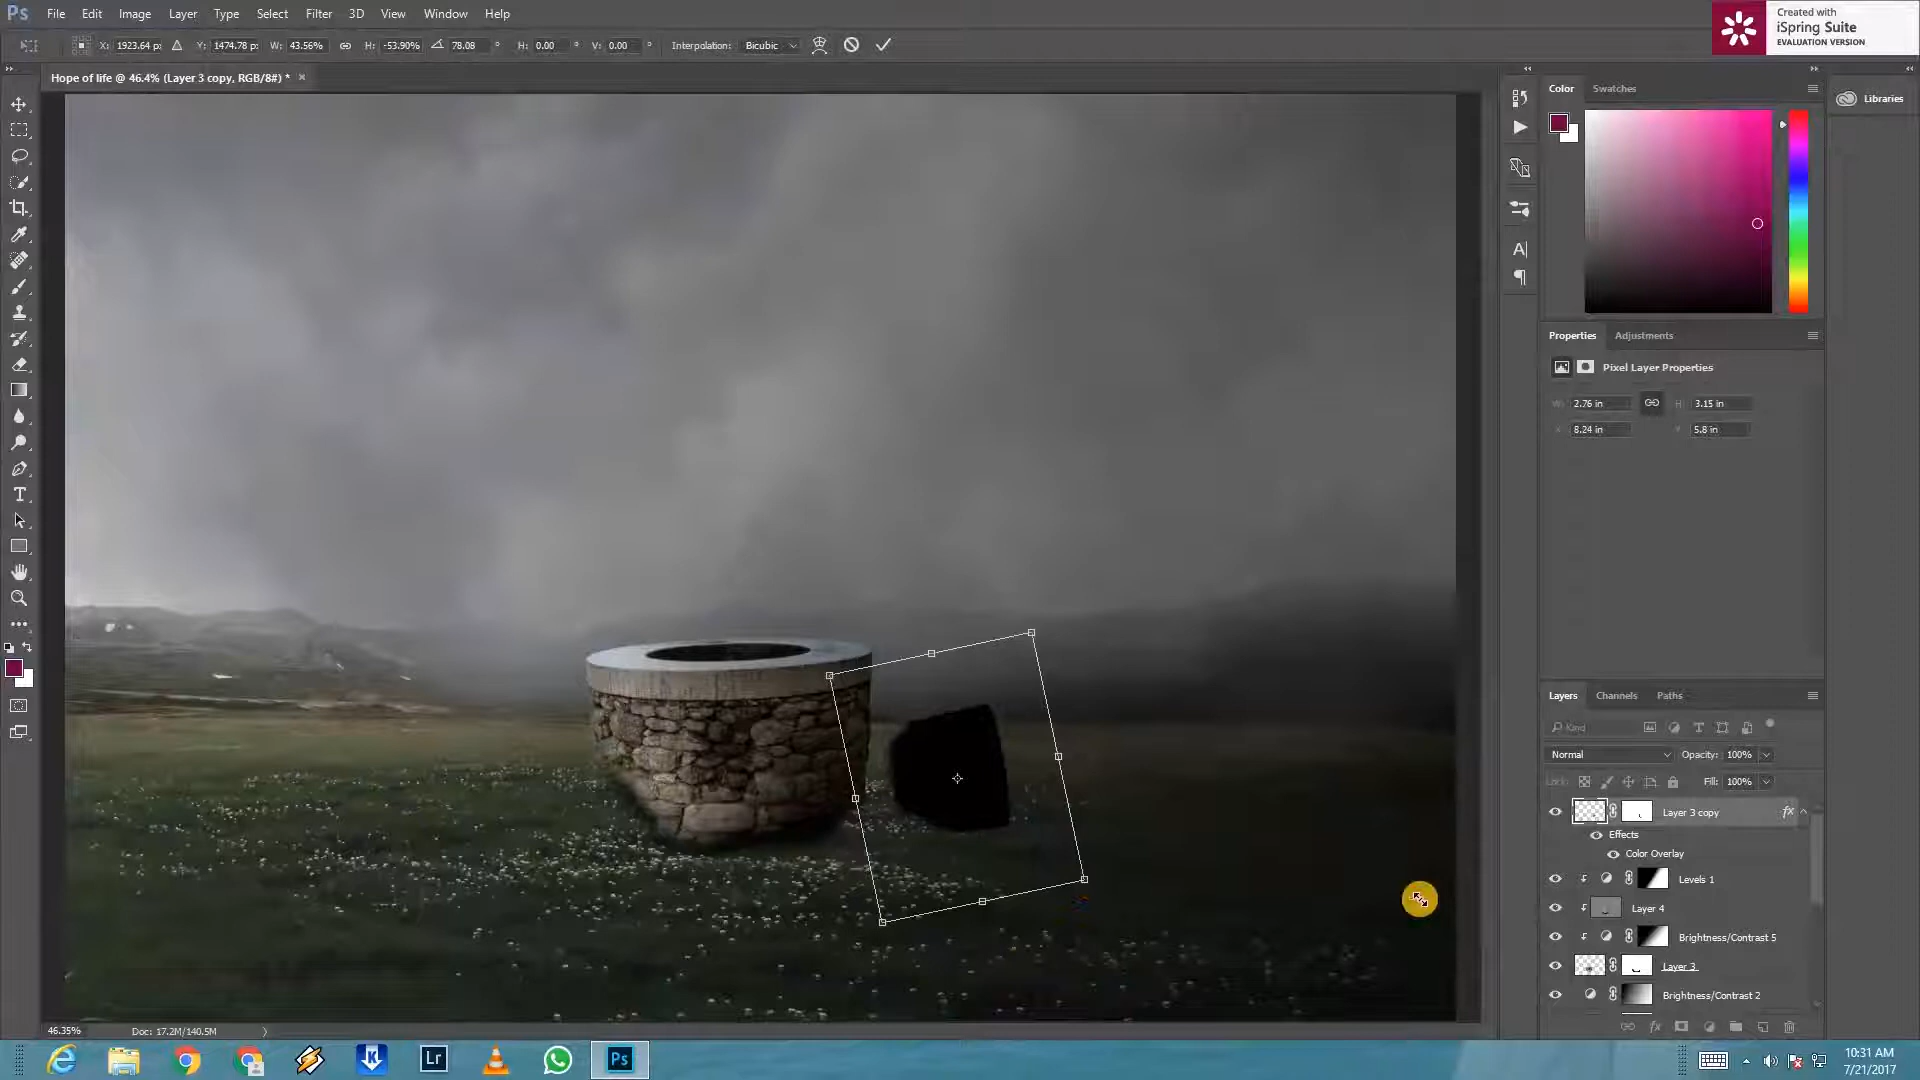 Ps File Edit Image Layer Type Select Filter 3D View Window Help
Created with
iSpring Suite
EVALUATION VERSION
X: 1923.64 p: Y: 1474.78 p: W: 43.56% H: -53.90% 78.08 ° H: 0.00 ° V: 0.00 ° Interpolation: Bicubic
Hope of life @ 46.4% (Layer 3 copy, RGB/8#) * ×
Color Swatches
Libraries
Properties Adjustments
Pixel Layer Properties
W: 2.76 in H: 3.15 in
X: 8.24 in Y: 5.8 in
Layers Channels Paths
Kind
Normal Opacity: 100%
Lock: Fill: 100%
Layer 3 copy fx
Effects
Color Overlay
Levels 1
Layer 4
Brightness/Contrast 5
Layer 3
Brightness/Contrast 2
46.35% Doc: 17.2M/140.5M
Lr Ps
10:31 AM
7/21/2017